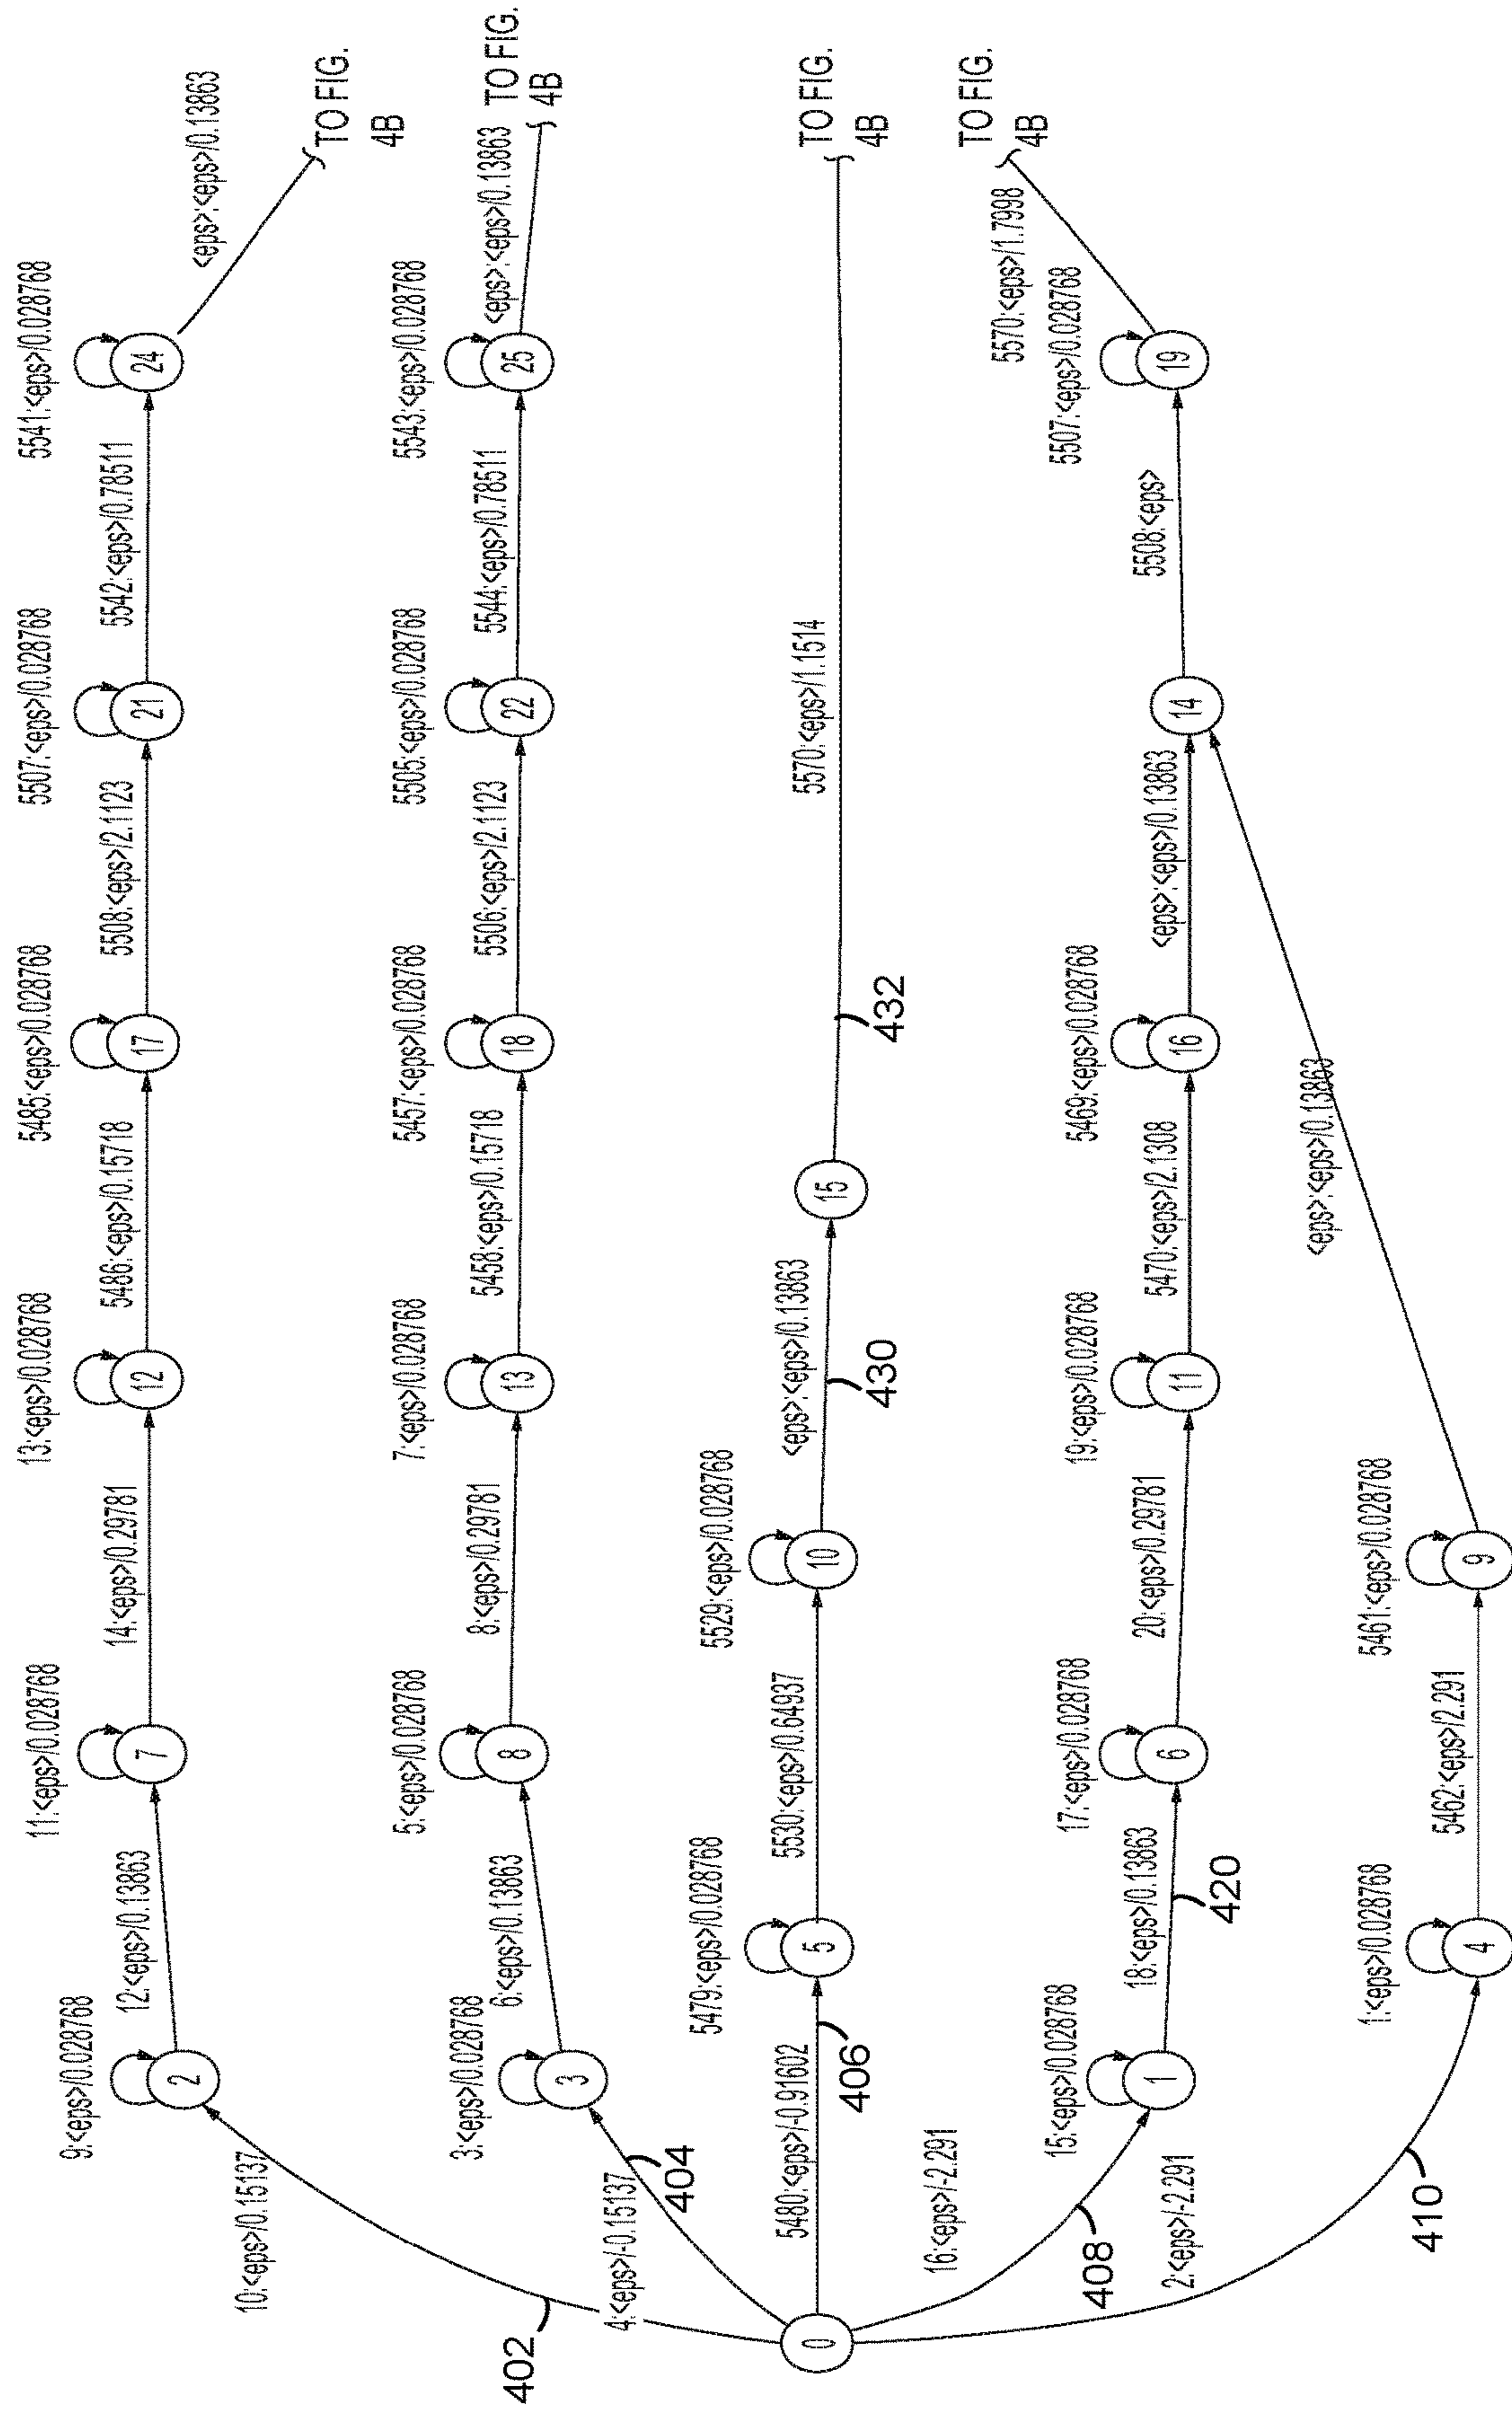 10:<eps>/0.15137
402
9:<eps>/0.028768
2
12:<eps>/0.13863
11:<eps>/0.028768
7
14:<eps>/0.29781
13:<eps>/0.028768
12
5486:<eps>/0.15718
5485:<eps>/0.028768
17
5508:<eps>/2.1123
5507:<eps>/0.028768
21
5542:<eps>/0.78511
5541:<eps>/0.028768
24
<eps>:<eps>/0.13863
TO FIG.
4B
4:<eps>/-0.15137
404
3:<eps>/0.028768
3
6:<eps>/0.13863
5:<eps>/0.028768
8
8:<eps>/0.29781
7:<eps>/0.028768
13
5458:<eps>/0.15718
5457:<eps>/0.028768
18
5506:<eps>/2.1123
5505:<eps>/0.028768
22
5544:<eps>/0.78511
5543:<eps>/0.028768
25
<eps>:<eps>/0.13863
TO FIG.
4B
0
5480:<eps>/-0.91602
406
5479:<eps>/0.028768
5
5530:<eps>/0.64937
5529:<eps>/0.028768
10
<eps>:<eps>/0.13863
430
15
432
5570:<eps>/1.1514
TO FIG.
4B
16:<eps>/-2.291
408
15:<eps>/0.028768
1
18:<eps>/0.13863
420
17:<eps>/0.028768
6
20:<eps>/0.29781
19:<eps>/0.028768
11
5470:<eps>/2.1308
5469:<eps>/0.028768
16
<eps>:<eps>/0.13863
14
5508:<eps>
5507:<eps>/0.028768
19
5570:<eps>/1.7998
TO FIG.
4B
2:<eps>/-2.291
410
1:<eps>/0.028768
4
5462:<eps>/2.291
5461:<eps>/0.028768
9
<eps>:<eps>/0.13863